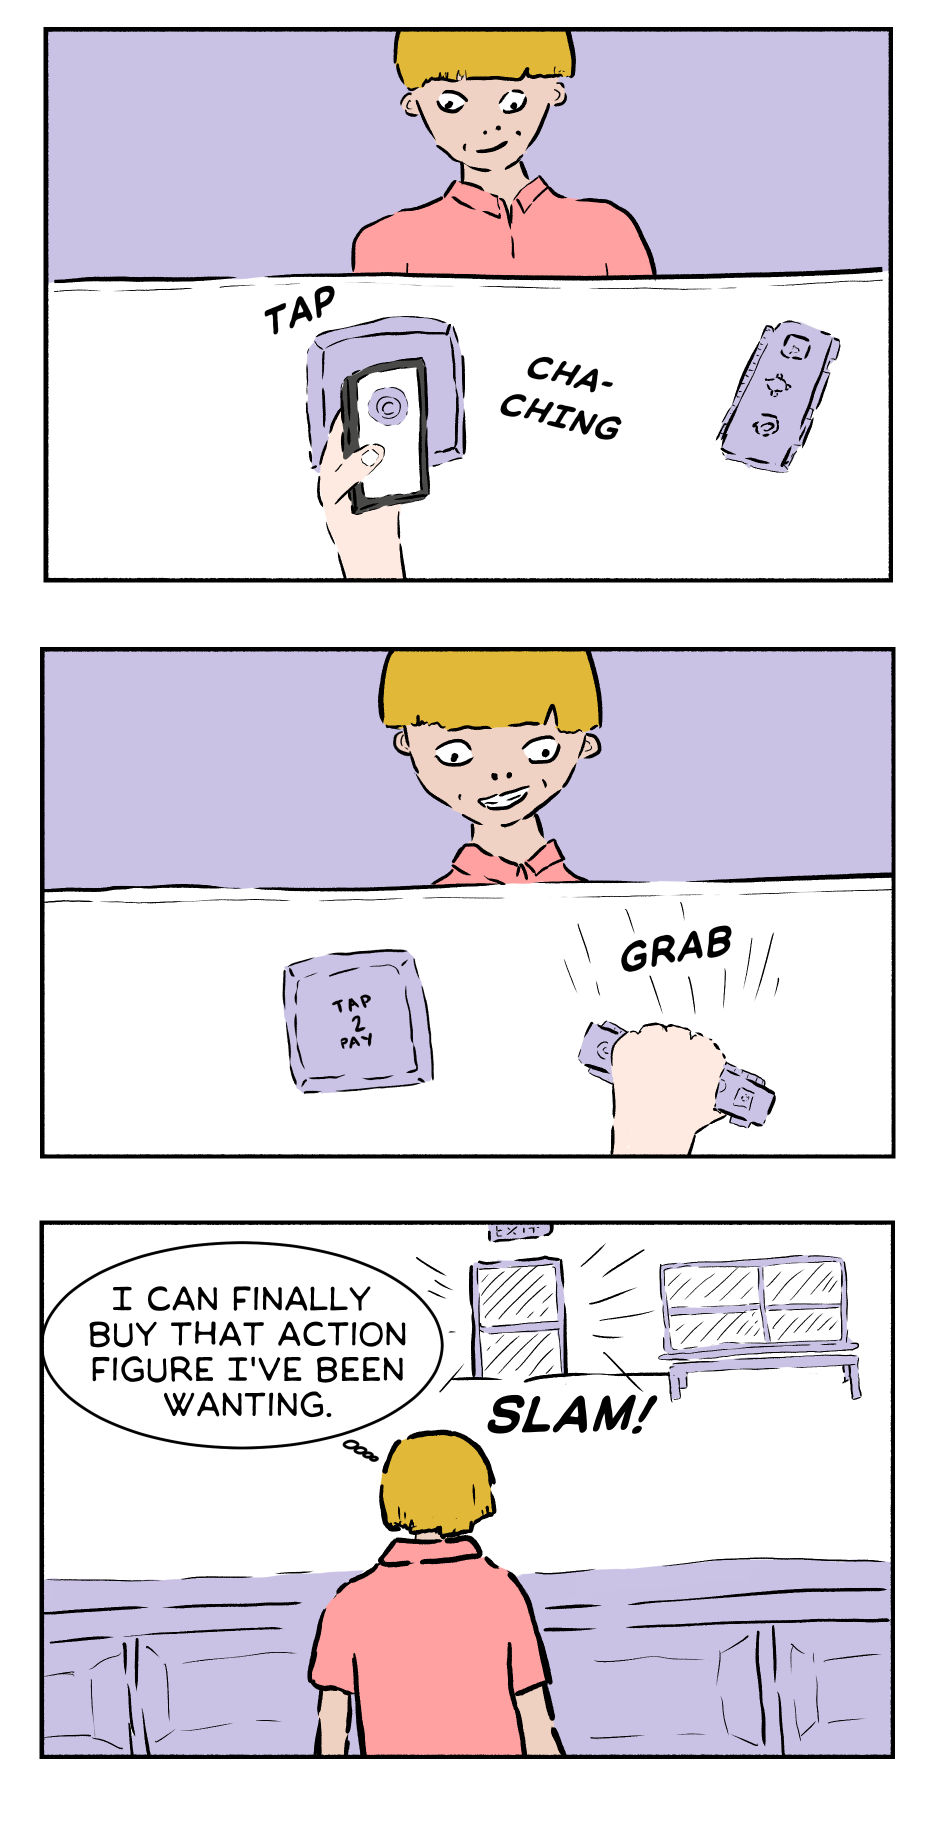 TAP
CHA-
CHING
GRAB
TAP
2
PAY
EXIT
I CAN FINALLY
BUY THAT ACTION
FIGURE I'VE BEEN
WANTING.
SLAM!